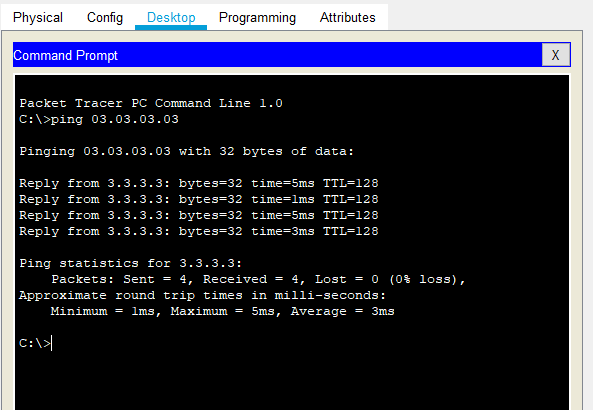 Physical Config Desktop Programming Attributes
Command Prompt X
Packet Tracer PC Command Line 1.0
C:\>ping 03.03.03.03
Pinging 03.03.03.03 with 32 bytes of data:
Reply from 3.3.3.3: bytes=32 time=5ms TTL=128
Reply from 3.3.3.3: bytes=32 time=1ms TTL=128
Reply from 3.3.3.3: bytes=32 time=5ms TTL=128
Reply from 3.3.3.3: bytes=32 time=3ms TTL=128
Ping statistics for 3.3.3.3:
Packets: Sent = 4, Received = 4, Lost = 0 (0% loss),
Approximate round trip times in milli-seconds:
Minimum = 1ms, Maximum = 5ms, Average = 3ms
C:\>